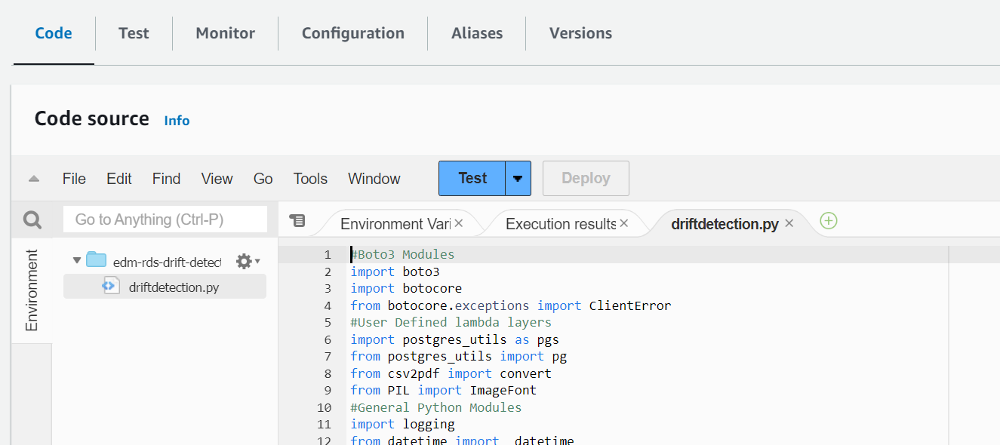 Code Test Monitor Configuration Aliases Versions
Code source Info
File Edit Find View Go Tools Window Test Deploy
Go to Anything (Ctrl-P)
Environment Vari Execution results driftdetection.py
Environment
edm-rds-drift-detect
driftdetection.py
1 #Boto3 Modules
2 import boto3
3 import botocore
4 from botocore.exceptions import ClientError
5 #User Defined lambda layers
6 import postgres_utils as pgs
7 from postgres_utils import pg
8 from csv2pdf import convert
9 from PIL import ImageFont
10 #General Python Modules
11 import logging
12 from datetime import datetime